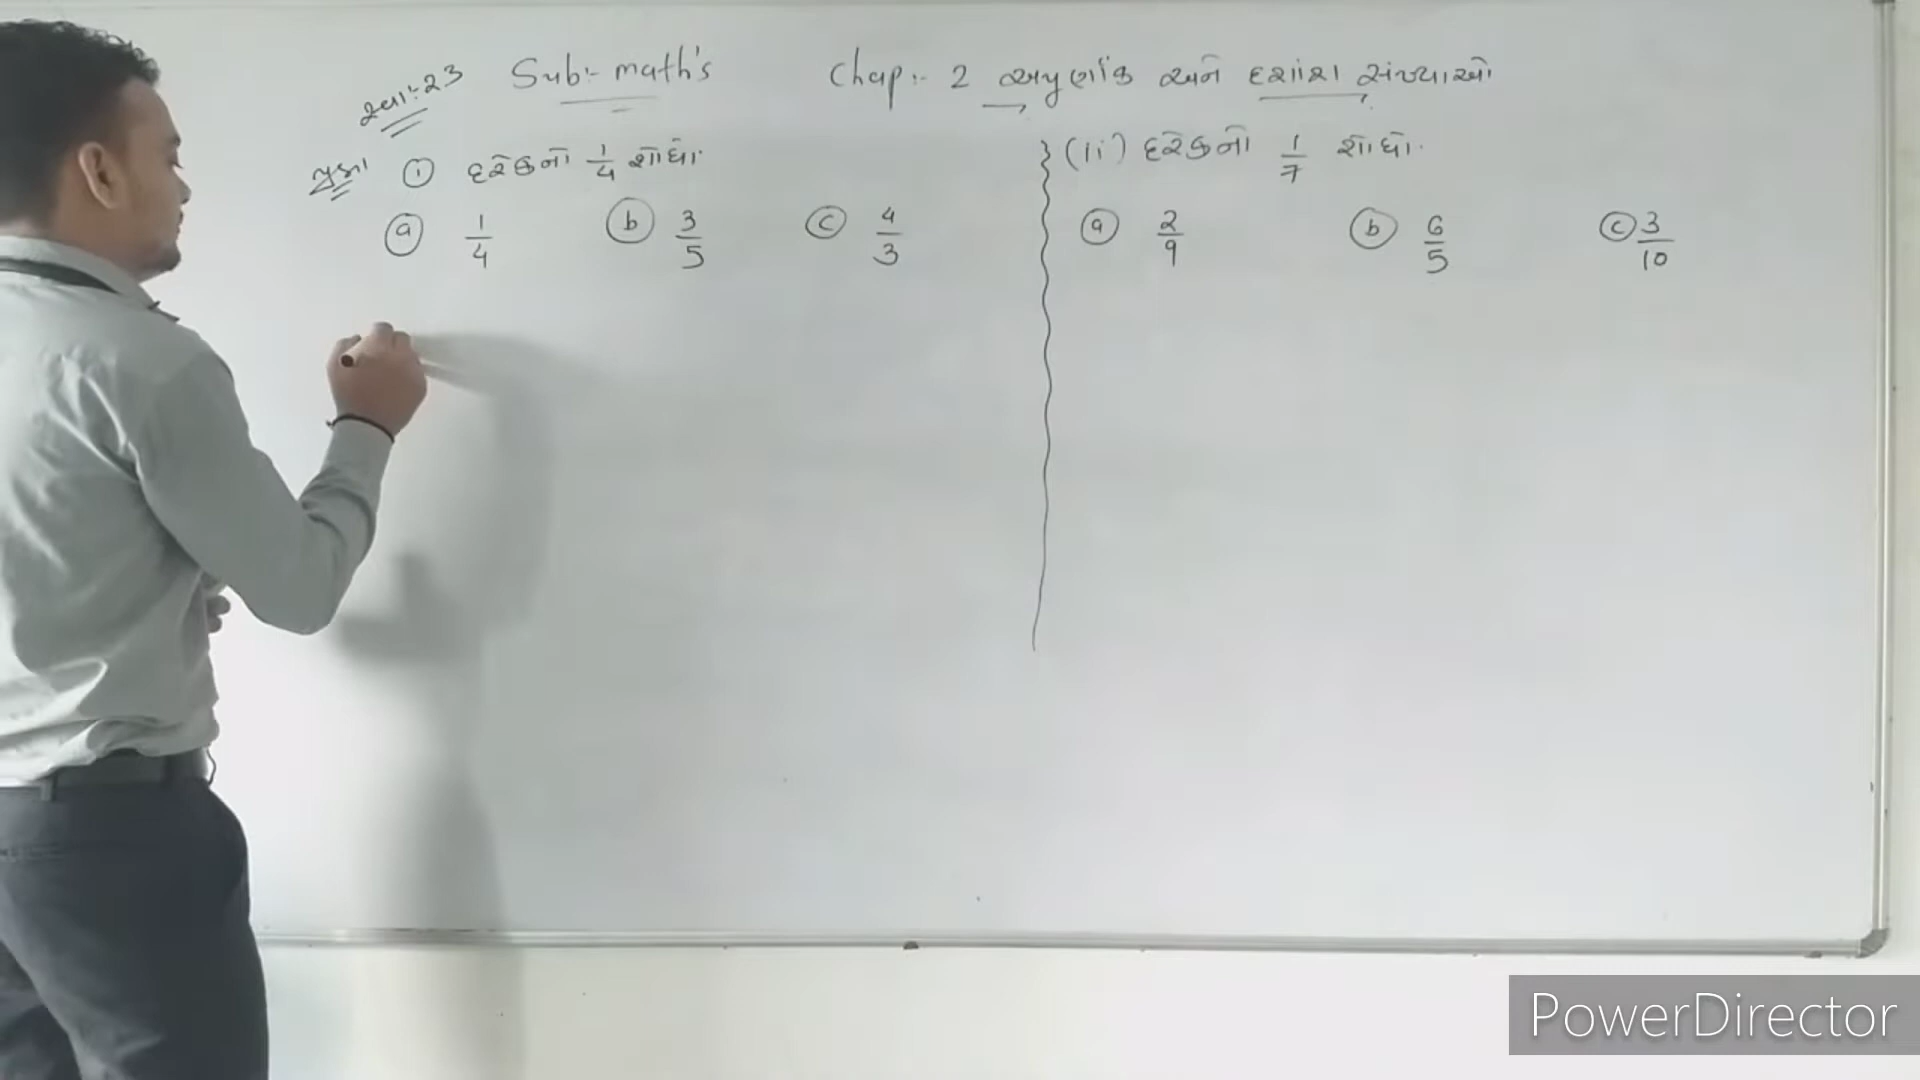 સ્વા:-23 Sub:- math's Chap:- 2 અપૂર્ણાંક અને દશાંશ સંખ્યાઓ
① દરેકનો 1/4 શોધો.
ⓐ 1/4 ⓑ 3/5 ⓒ 4/3
(ii) દરેકનો 1/7 શોધો.
ⓐ 2/9 ⓑ 6/5 ⓒ 3/10
PowerDirector